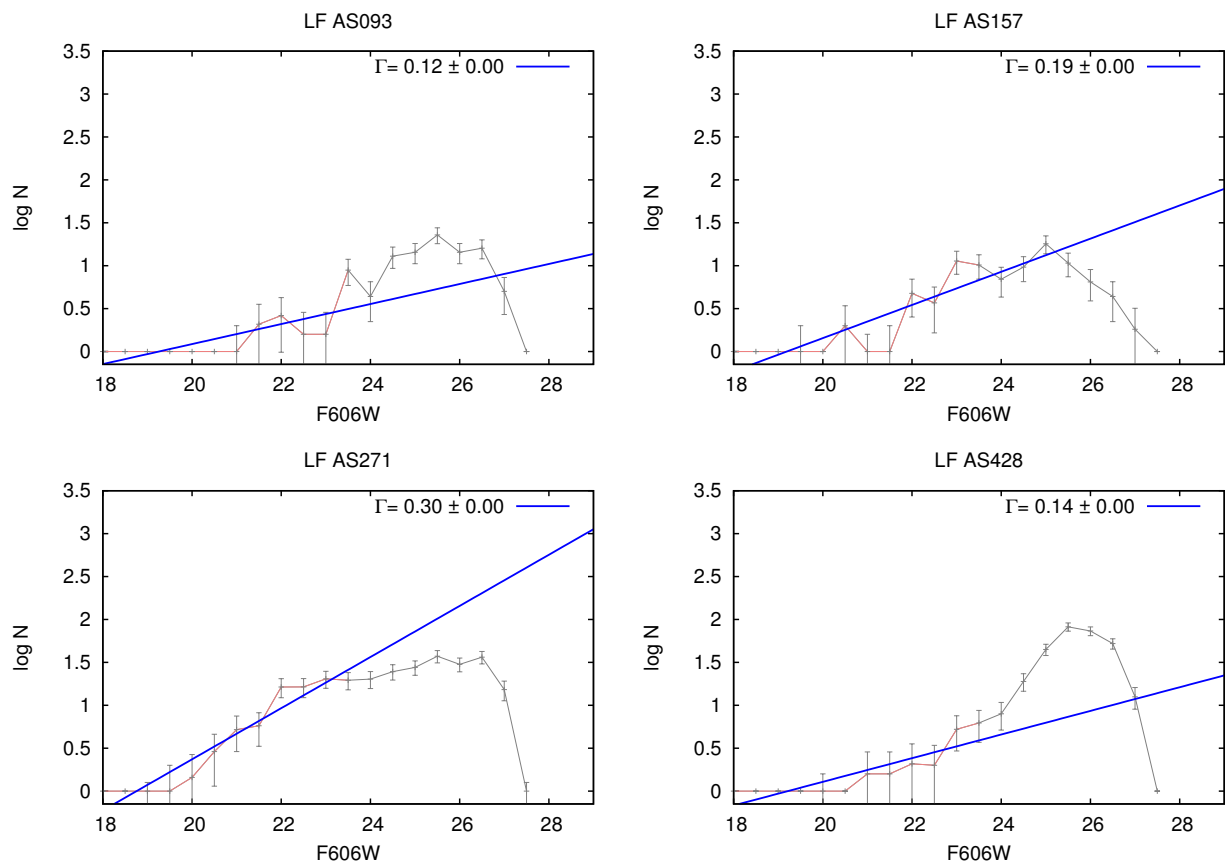 LF AS093
3.5
3
2.5
2
1.5
1
0.5
0
log N
Γ= 0.12 ± 0.00
18 20 22 24 26 28
F606W
LF AS157
3.5
3
2.5
2
1.5
1
0.5
0
log N
Γ= 0.19 ± 0.00
18 20 22 24 26 28
F606W
LF AS271
3.5
3
2.5
2
1.5
1
0.5
0
log N
Γ= 0.30 ± 0.00
18 20 22 24 26 28
F606W
LF AS428
3.5
3
2.5
2
1.5
1
0.5
0
log N
Γ= 0.14 ± 0.00
18 20 22 24 26 28
F606W